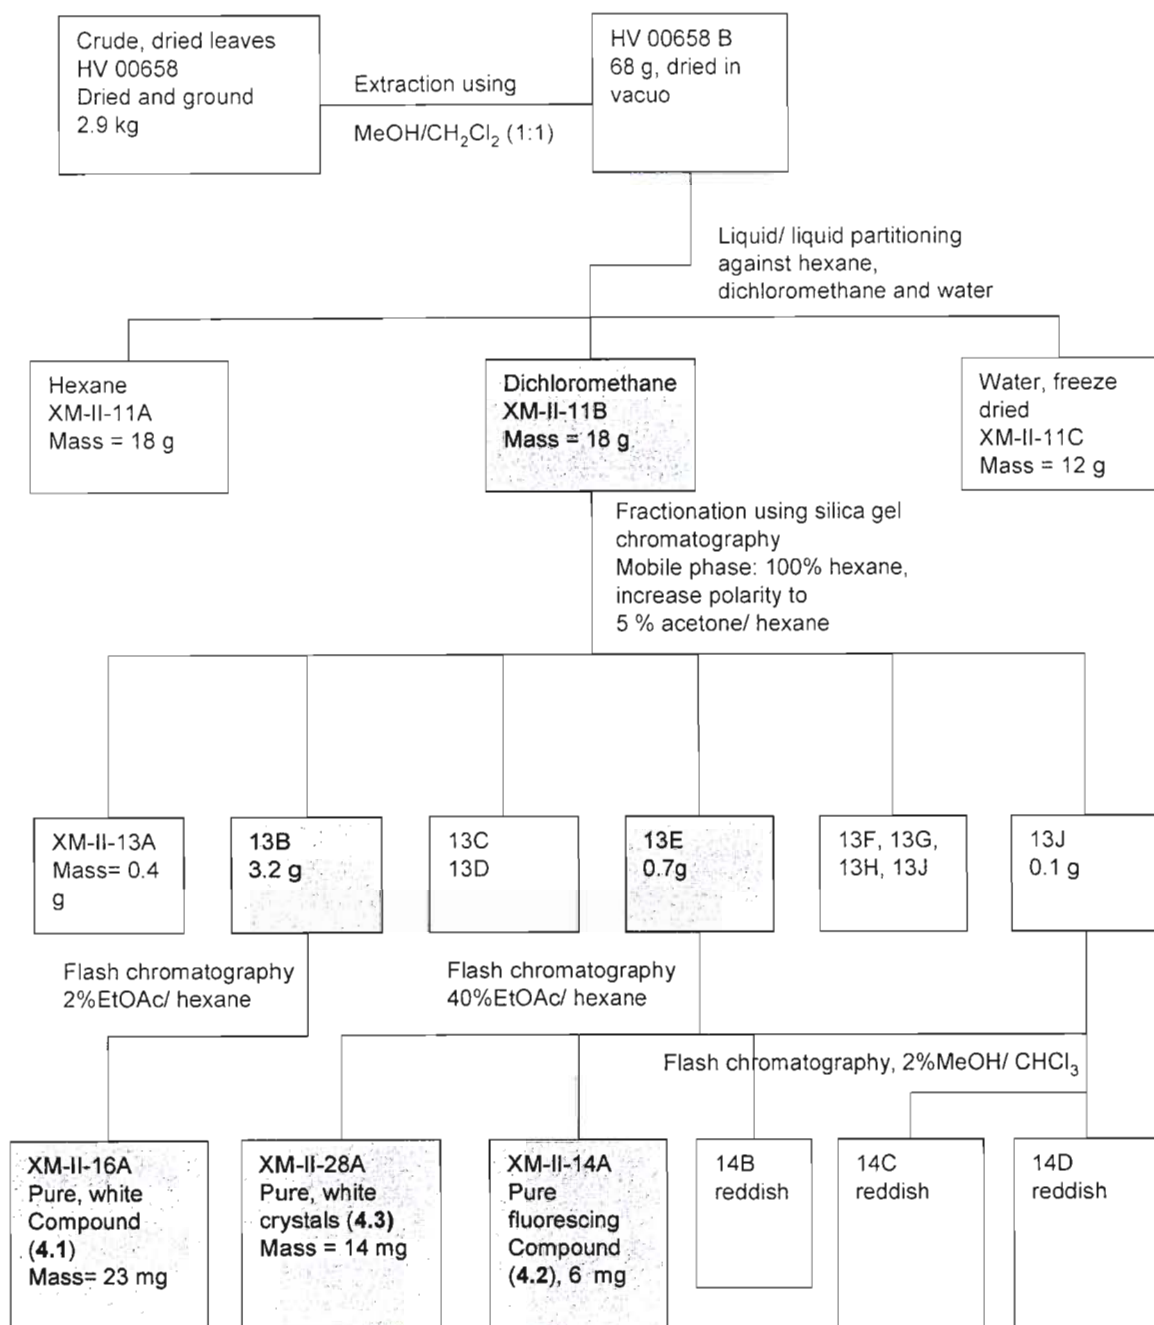 Crude, dried leaves
HV 00658
Dried and ground
2.9 kg
Extraction using
MeOH/CH₂Cl₂ (1:1)
HV 00658 B
68 g, dried in
vacuo
Liquid/ liquid partitioning
against hexane,
dichloromethane and water
Hexane
XM-II-11A
Mass = 18 g
Dichloromethane
XM-II-11B
Mass = 18 g
Water, freeze
dried
XM-II-11C
Mass = 12 g
Fractionation using silica gel
chromatography
Mobile phase: 100% hexane,
increase polarity to
5 % acetone/ hexane
XM-II-13A
Mass= 0.4
g
13B
3.2 g
13C
13D
13E
0.7g
13F, 13G,
13H, 13J
13J
0.1 g
Flash chromatography
2%EtOAc/ hexane
Flash chromatography
40%EtOAc/ hexane
Flash chromatography, 2%MeOH/ CHCl₃
XM-II-16A
Pure, white
Compound
(4.1)
Mass= 23 mg
XM-II-28A
Pure, white
crystals (4.3)
Mass = 14 mg
XM-II-14A
Pure
fluorescing
Compound
(4.2), 6 mg
14B
reddish
14C
reddish
14D
reddish